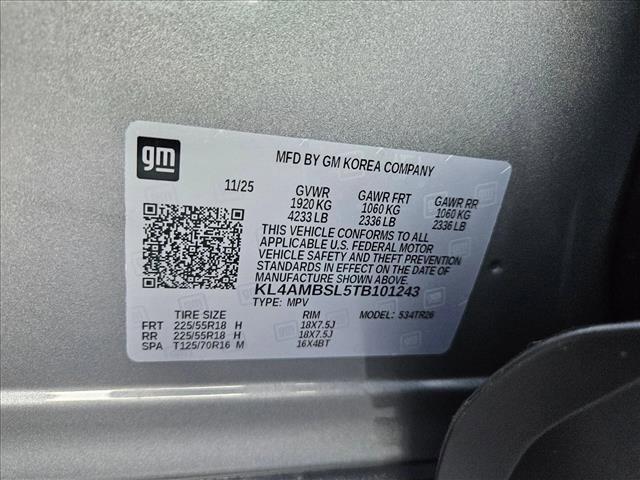 gm
MFD BY GM KOREA COMPANY
11/25 GVWR GAWR FRT GAWR RR
1920 KG 1060 KG 1060 KG
4233 LB 2336 LB 2336 LB
THIS VEHICLE CONFORMS TO ALL
APPLICABLE U.S. FEDERAL MOTOR
VEHICLE SAFETY AND THEFT PREVENTION
STANDARDS IN EFFECT ON THE DATE OF
MANUFACTURE SHOWN ABOVE.
KL4AMBSL5TB101243
TYPE: MPV MODEL: 534TR26
TIRE SIZE RIM
FRT 225/55R18 H 18X7.5J
RR 225/55R18 H 18X7.5J
SPA T125/70R16 M 16X4BT